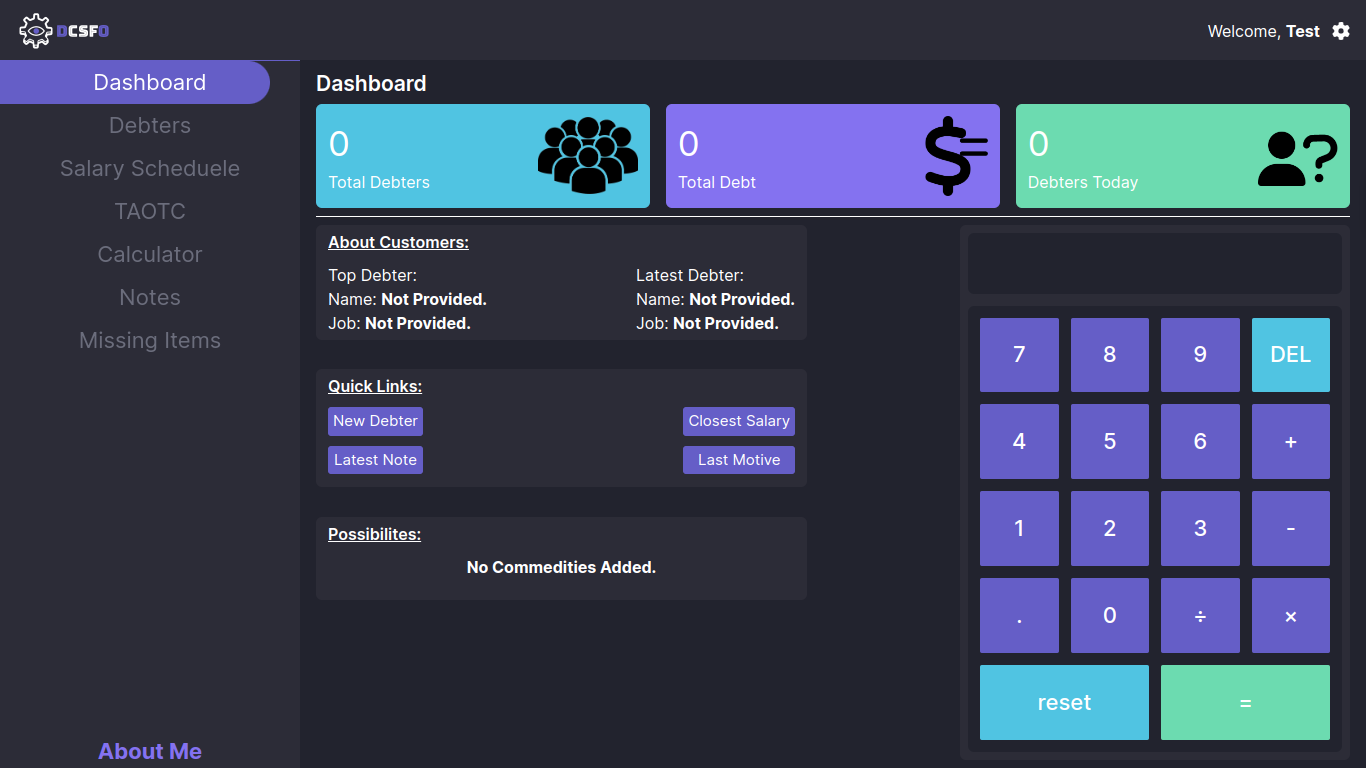 DCSFO
Welcome, Test
Dashboard
Debters
Salary Scheduele
TAOTC
Calculator
Notes
Missing Items
About Me
Dashboard
0
Total Debters
0
Total Debt
0
Debters Today
About Customers:
Top Debter:
Name: Not Provided.
Job: Not Provided.
Latest Debter:
Name: Not Provided.
Job: Not Provided.
Quick Links:
New Debter Closest Salary
Latest Note Last Motive
Possibilites:
No Commedities Added.
7 8 9 DEL
4 5 6 +
1 2 3 -
. 0 ÷ ×
reset =